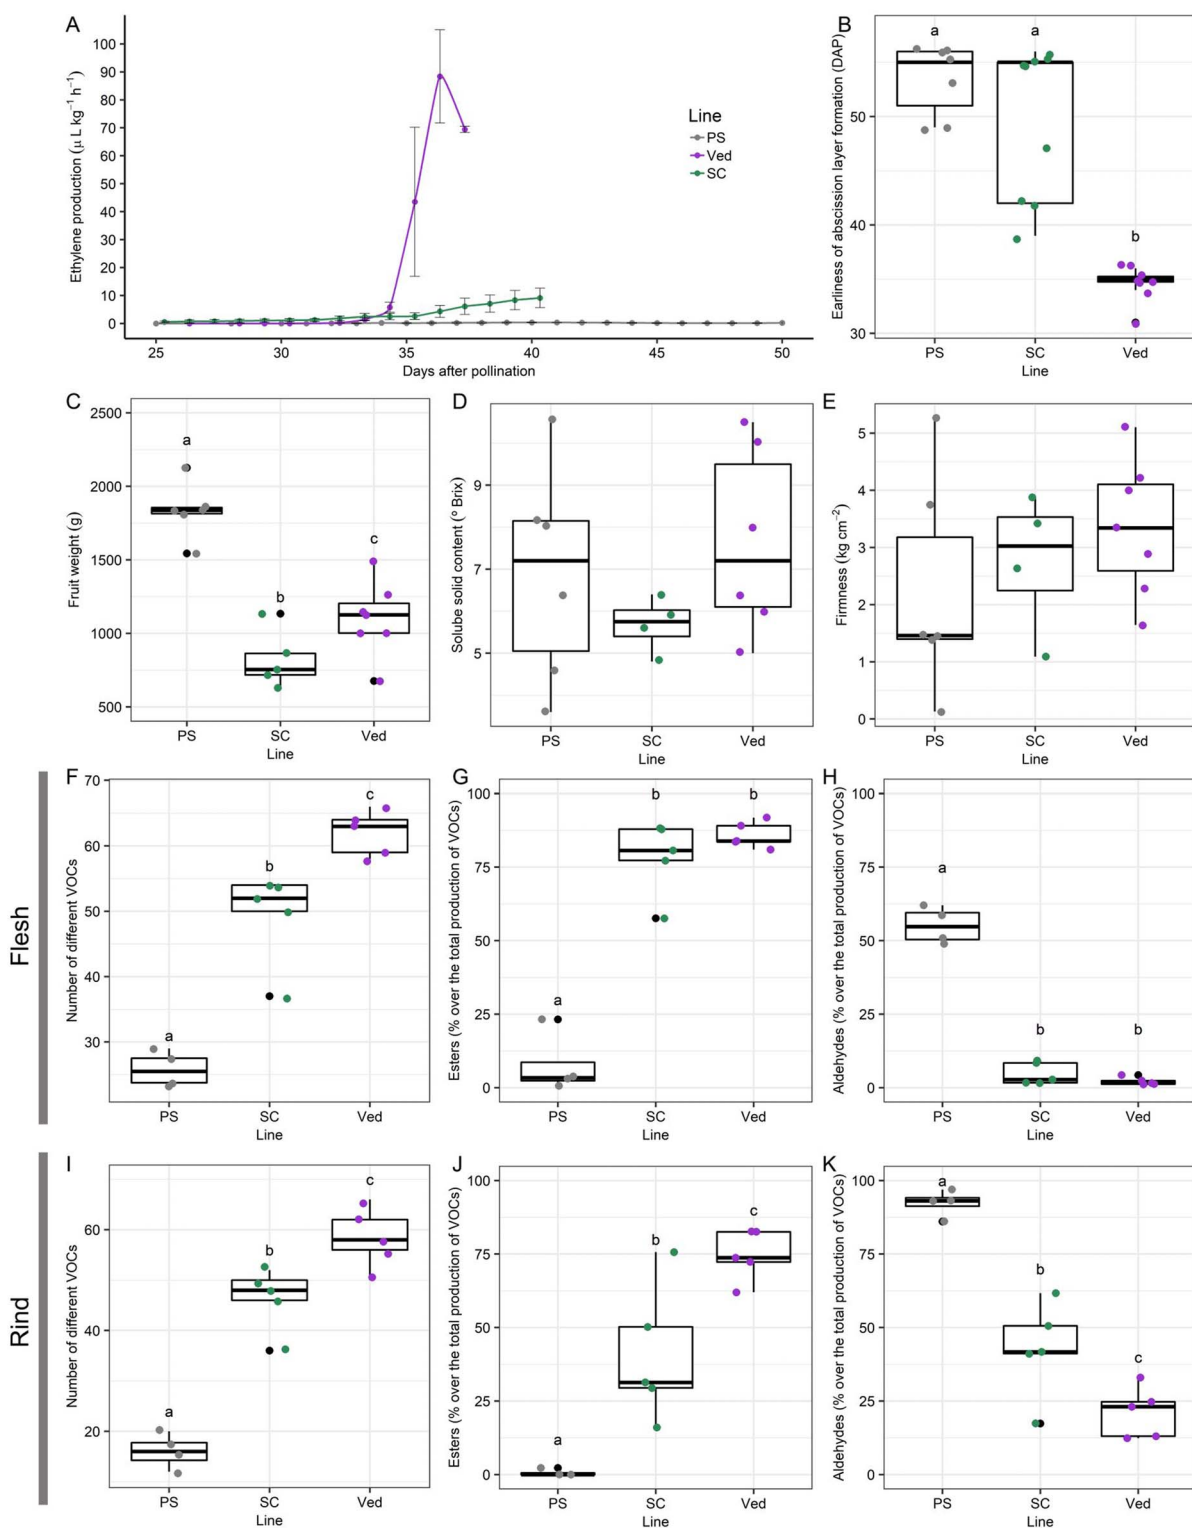 A
Ethylene production (μ L kg⁻¹ h⁻¹)
100
90
80
70
60
50
40
30
20
10
0
25
30
35
40
45
50
Days after pollination
Line
PS
Ved
SC
B
Earliness of abscission layer formation (DAP)
50
40
30
a
a
b
PS
SC
Ved
Line
C
Fruit weight (g)
2500
2000
1500
1000
500
a
b
c
PS
SC
Ved
Line
D
Solube solid content (° Brix)
9
7
5
PS
SC
Ved
Line
E
Firmness (kg cm⁻²)
5
4
3
2
1
0
PS
SC
Ved
Line
Flesh
F
Number of different VOCs
70
60
50
40
30
a
b
c
PS
SC
Ved
Line
G
Esters (% over the total production of VOCs)
100
75
50
25
0
a
b
b
PS
SC
Ved
Line
H
Aldehydes (% over the total production of VOCs)
100
75
50
25
0
a
b
b
PS
SC
Ved
Line
Rind
I
Number of different VOCs
60
40
20
a
b
c
PS
SC
Ved
Line
J
Esters (% over the total production of VOCs)
100
75
50
25
0
a
b
c
PS
SC
Ved
Line
K
Aldehydes (% over the total production of VOCs)
100
75
50
25
0
a
b
c
PS
SC
Ved
Line